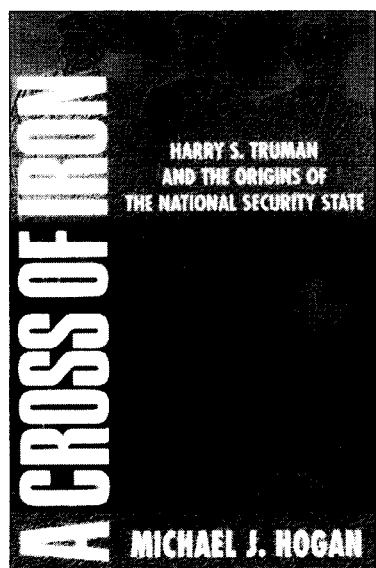 A CROSS OF IRON
HARRY S. TRUMAN
AND THE ORIGINS OF
THE NATIONAL SECURITY STATE
MICHAEL J. HOGAN